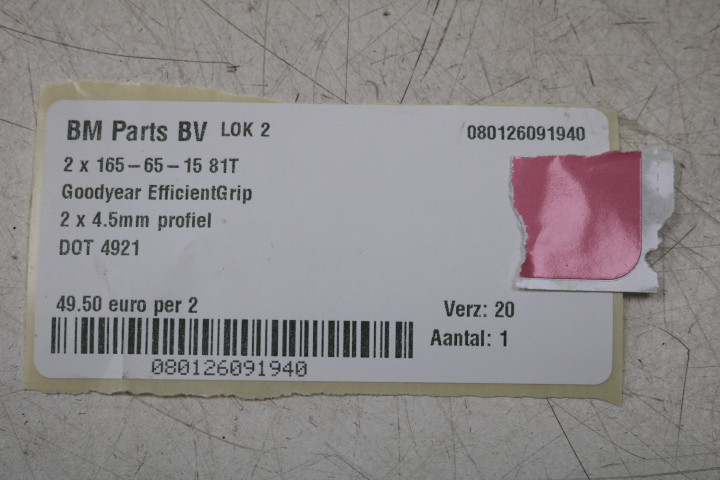 BM Parts BV LOK 2 080126091940
2 x 165-65-15 81T
Goodyear EfficientGrip
2 x 4.5mm profiel
DOT 4921
49.50 euro per 2 Verz: 20
Aantal: 1
080126091940